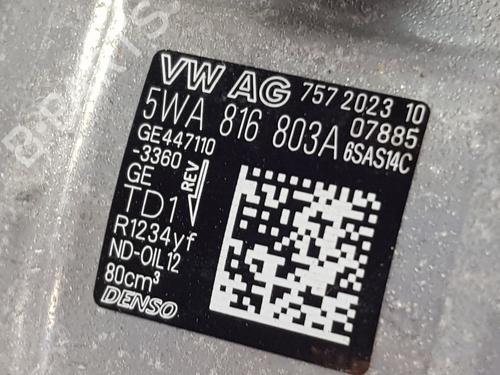 VW AG 757 2023 10
5WA 816 803A 07885
6SAS14C
GE447110
-3360
GE
REV
TD1
R1234yf
ND-OIL12
80cm³
DENSO